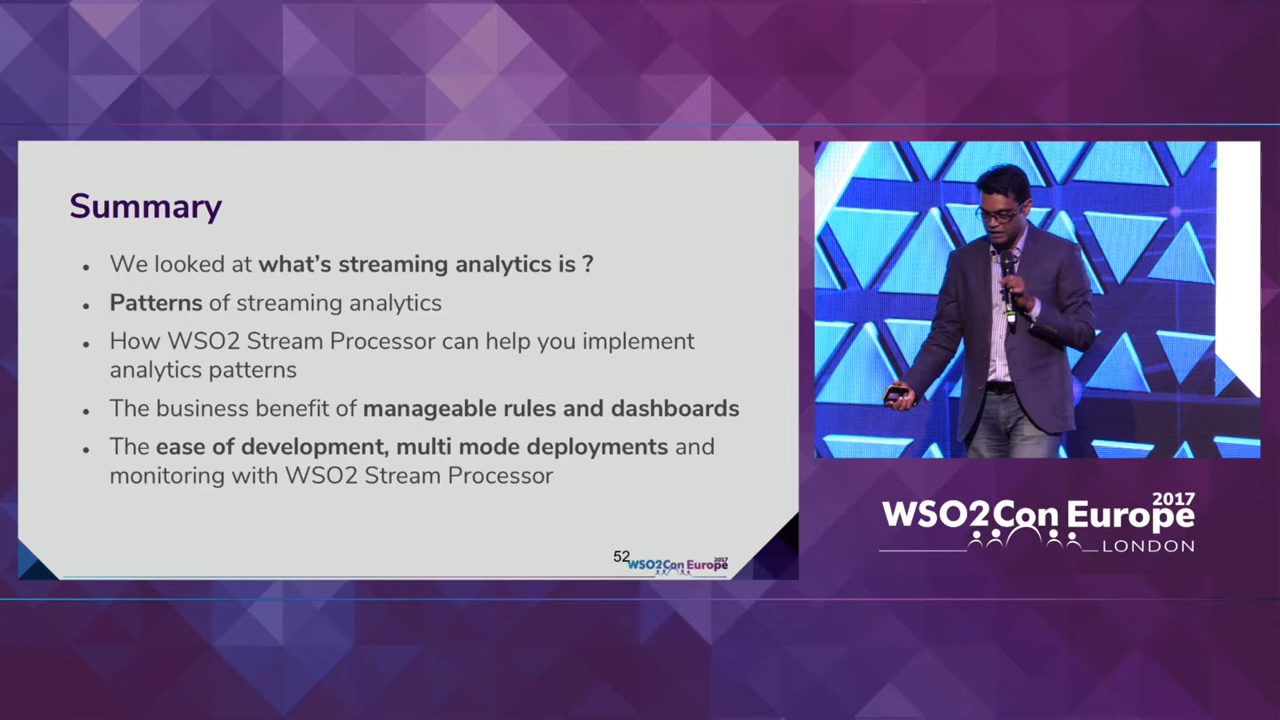 Summary
• We looked at what's streaming analytics is ?
• Patterns of streaming analytics
• How WSO2 Stream Processor can help you implement
analytics patterns
• The business benefit of manageable rules and dashboards
• The ease of development, multi mode deployments and
monitoring with WSO2 Stream Processor
52
2017
WSO2Con Europe
2017
WSO2Con Europe
LONDON